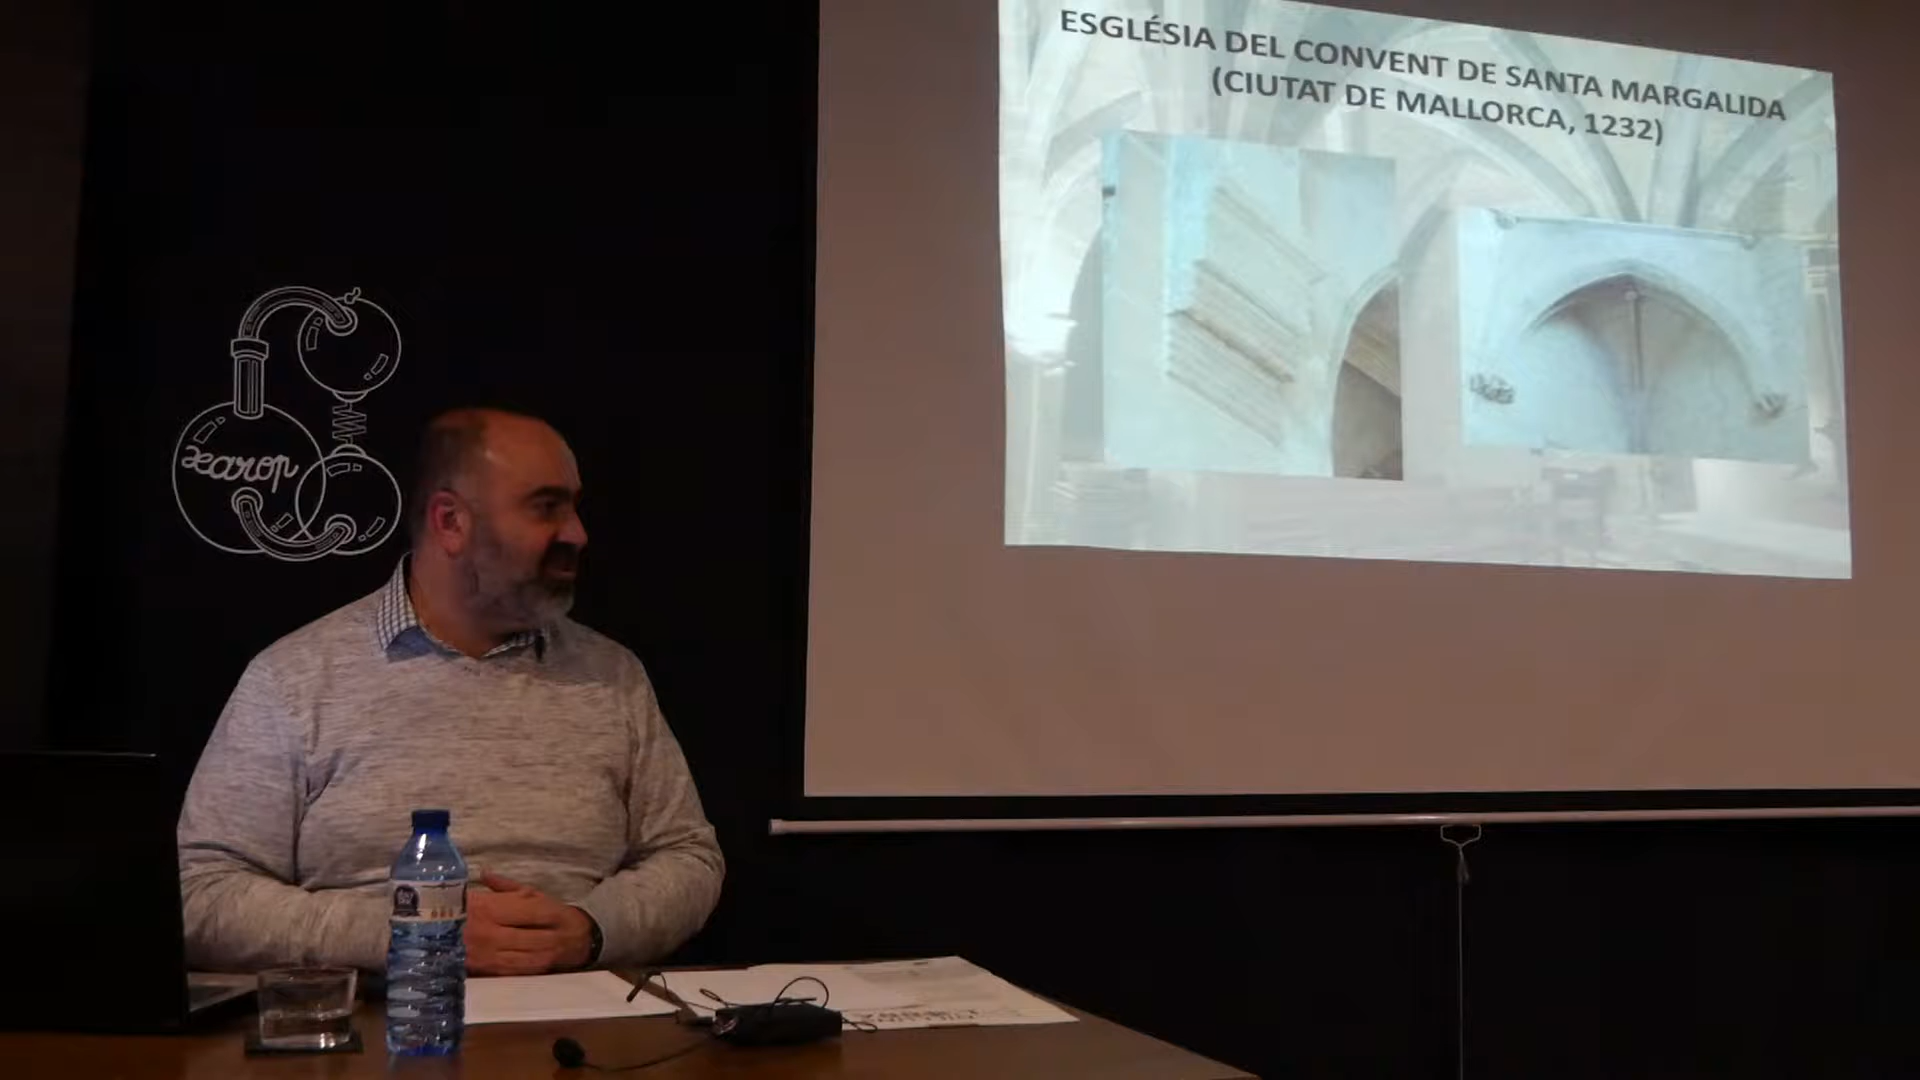 ESGLÉSIA DEL CONVENT DE SANTA MARGALIDA
(CIUTAT DE MALLORCA, 1232)
xarop